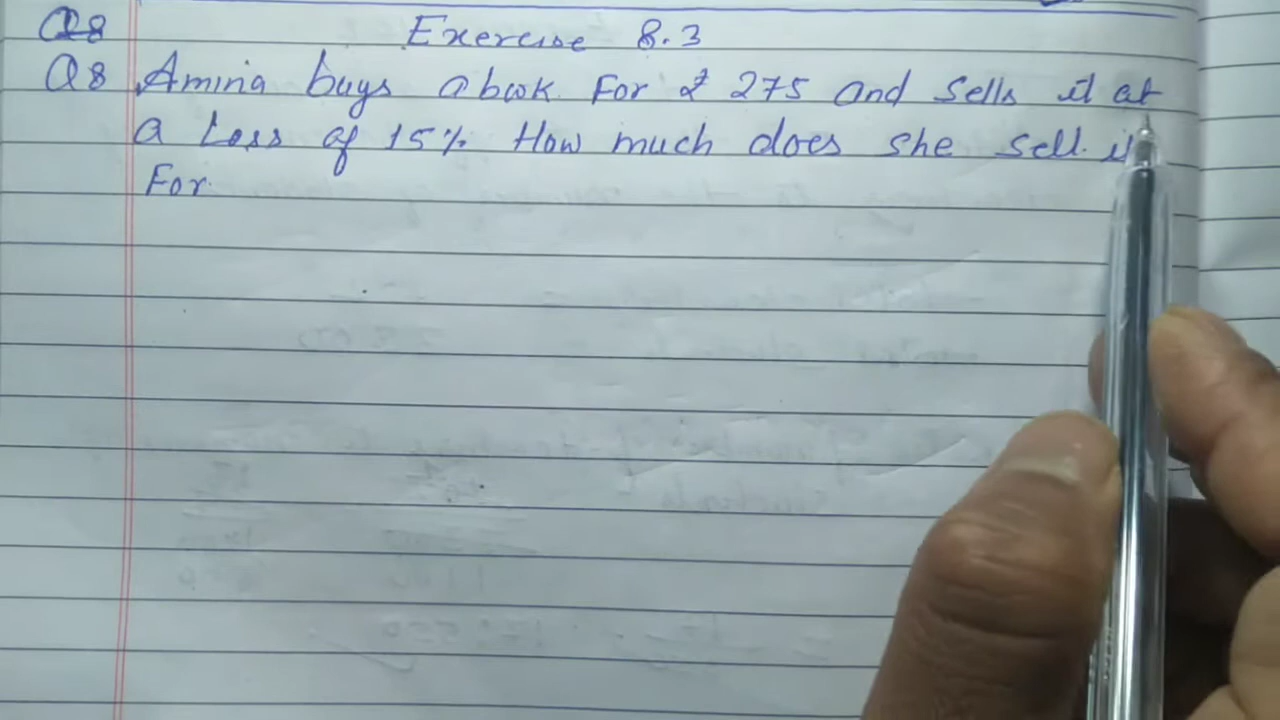 Q8
Exercise 8.3
Q8 Amina buys a book For ₹ 275 and Sells it at
a Loss of 15% How much does she sell it
For